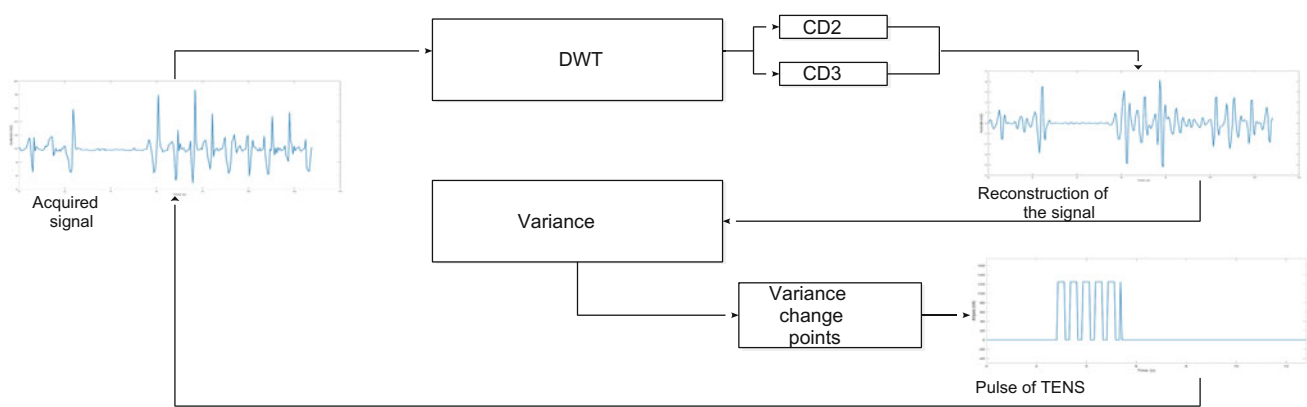 DWT
CD2
CD3
Acquired
signal
Reconstruction of
the signal
Variance
Variance
change
points
Pulse of TENS